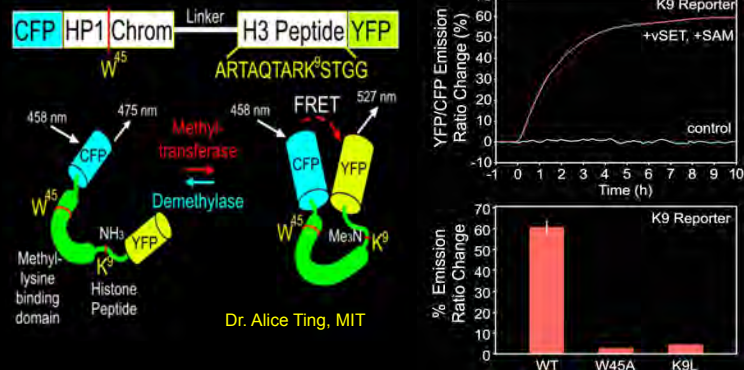 CFP HP1 Chrom Linker H3 Peptide YFP
W45
ARTAQTARK9STGG
458 nm
475 nm
CFP
W45
NH3
K9
YFP
Methyl-
lysine
binding
domain
Histone
Peptide
Methyl-
transferase
Demethylase
458 nm
FRET
527 nm
CFP
YFP
W45
Me3N
K9
Dr. Alice Ting, MIT
YFP/CFP Emission
Ratio Change (%)
60
50
40
30
20
10
0
-10
K9 Reporter
+vSET, +SAM
control
-1 0 1 2 3 4 5 6 7 8 9 10
Time (h)
% Emission
Ratio Change
70
60
50
40
30
20
10
0
K9 Reporter
WT W45A K9L